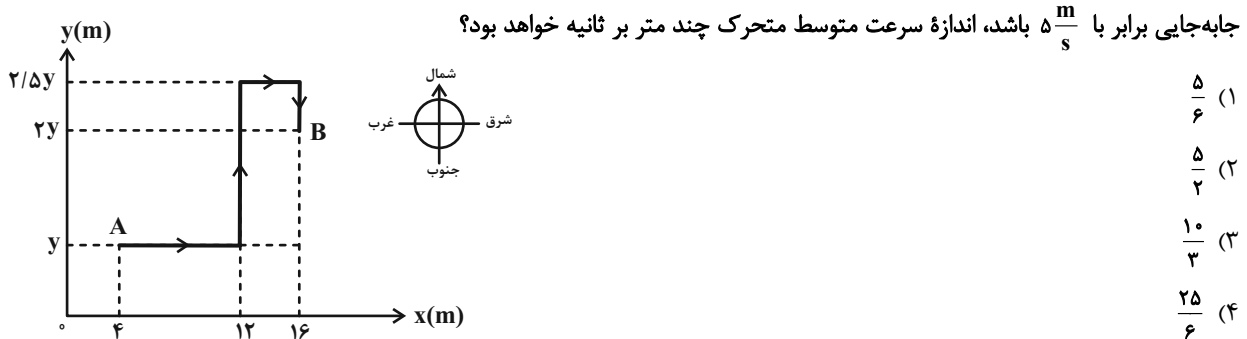 جابه‌جایی برابر با ۵ m/s باشد، اندازهٔ سرعت متوسط متحرک چند متر بر ثانیه خواهد بود؟
۱) ۵/۶
۲) ۵/۲
۳) ۱۰/۳
۴) ۲۵/۶
y(m)
۲/۵y
۲y
y
A
B
۰
۴
۱۲
۱۶
x(m)
شمال
غرب
شرق
جنوب